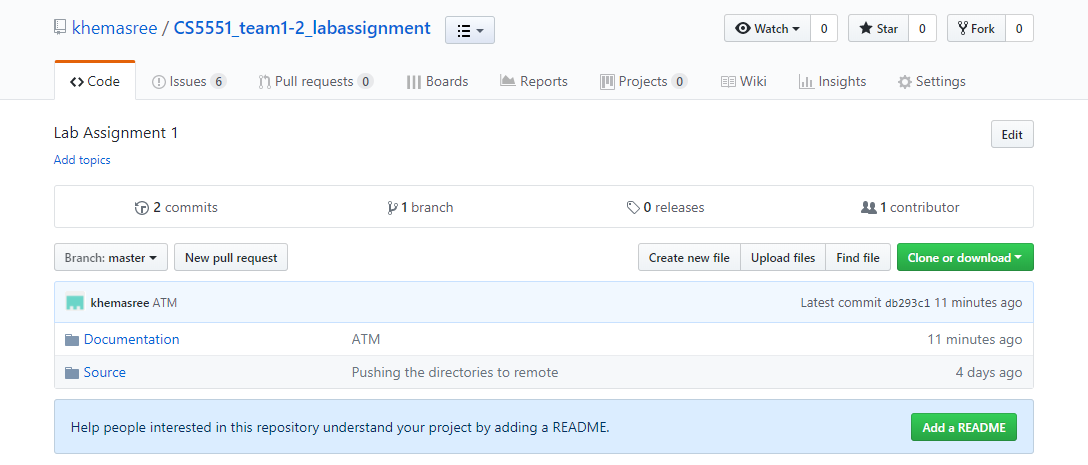 khemasree / CS5551_team1-2_labassignment Watch 0 Star 0 Fork 0
Code Issues 6 Pull requests 0 Boards Reports Projects 0 Wiki Insights Settings
Lab Assignment 1 Edit
Add topics
2 commits 1 branch 0 releases 1 contributor
Branch: master New pull request Create new file Upload files Find file Clone or download
khemasree ATM Latest commit db293c1 11 minutes ago
Documentation ATM 11 minutes ago
Source Pushing the directories to remote 4 days ago
Help people interested in this repository understand your project by adding a README. Add a README